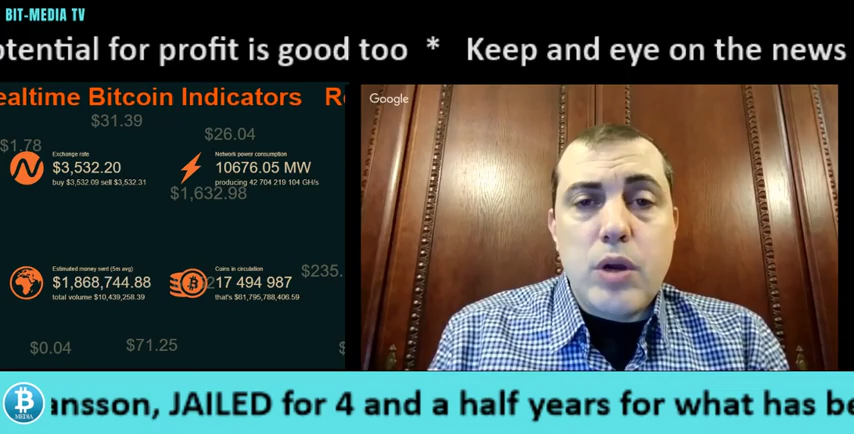 BIT-MEDIA TV
otential for profit is good too * Keep and eye on the news
ealtime Bitcoin Indicators R
$31.39
$26.04
$1.78
Exchange rate
$3,532.20
buy $3,532.09 sell $3,532.31
Network power consumption
10676.05 MW
producing 42 704 219 104 GH/s
$1,632.98
Google
Estimated money sent (5m avg)
$1,868,744.88
total volume $10,439,258.39
Coins in circulation
17 494 987
that's $61,795,788,406.59
$235.
$0.04
$71.25
$
B
MEDIA
ansson, JAILED for 4 and a half years for what has be